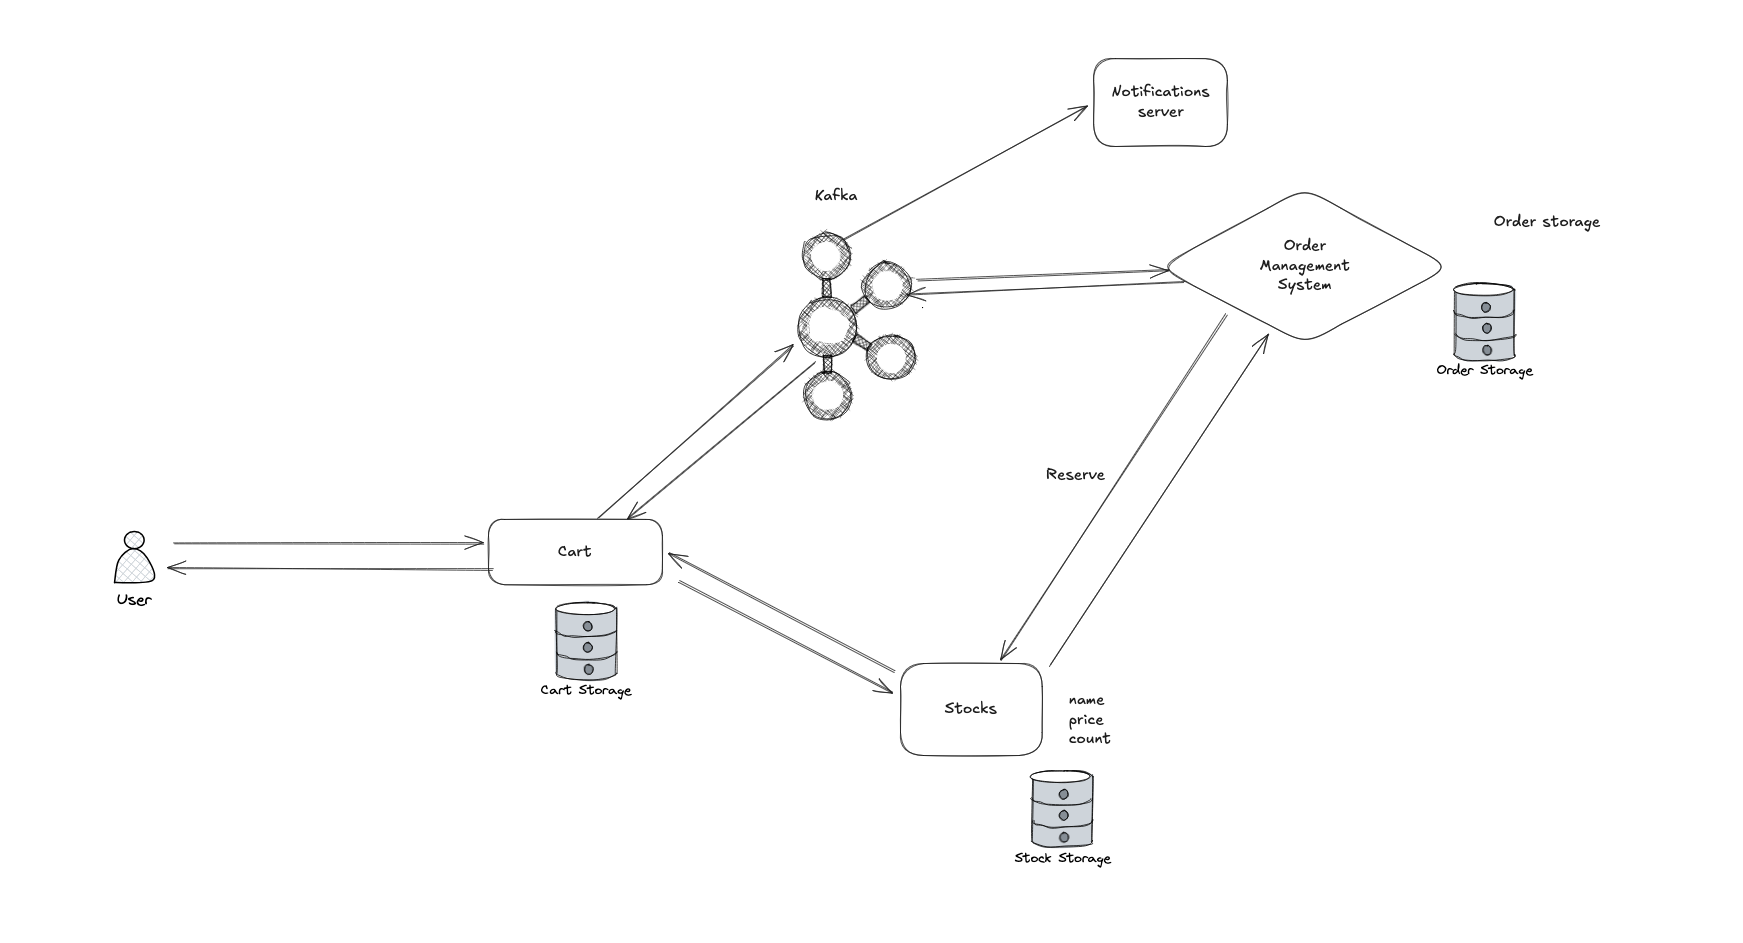 Notifications
server
Kafka
Order storage
Order
Management
System
Order Storage
Reserve
Cart
User
Cart Storage
Stocks
name
price
count
Stock Storage